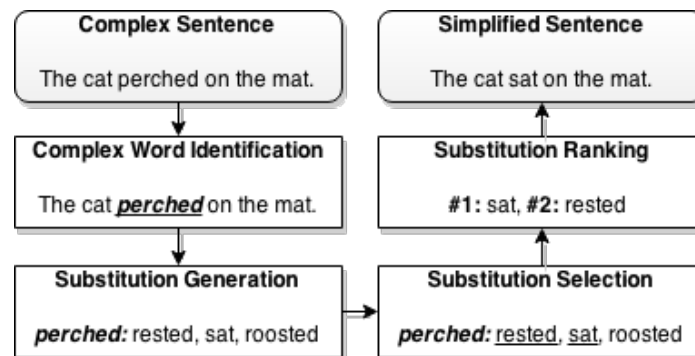 Complex Sentence
The cat perched on the mat.
Complex Word Identification
The cat perched on the mat.
Substitution Generation
perched: rested, sat, roosted
Substitution Selection
perched: rested, sat, roosted
Substitution Ranking
#1: sat, #2: rested
Simplified Sentence
The cat sat on the mat.